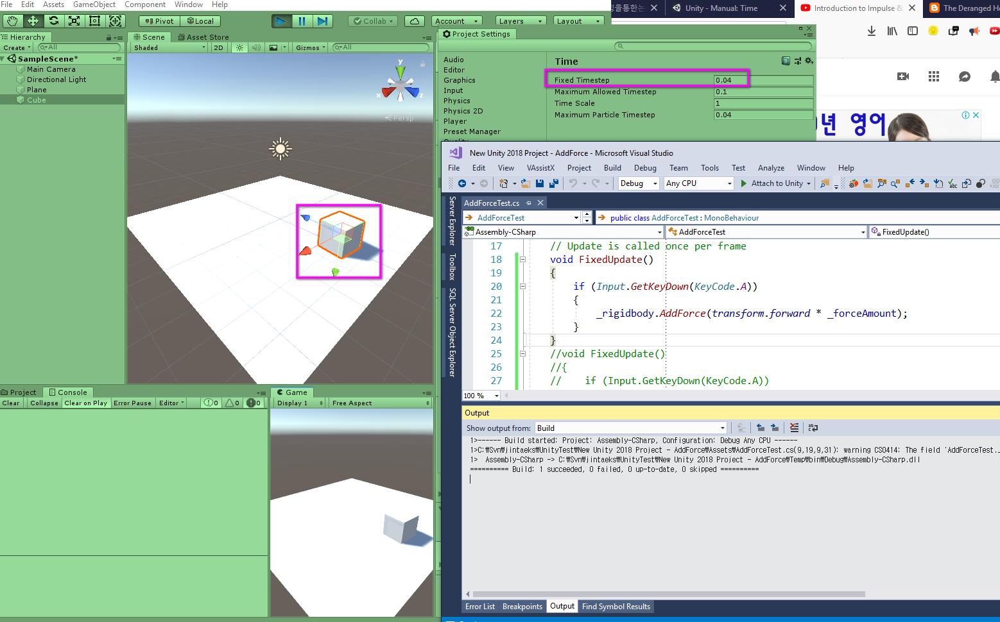 File Edit Assets GameObject Component Window Help
Pivot Local Collab Account Layers Layout
Unity - Manual: Time
Introduction to Impulse &
The Deranged He
Hierarchy
Create All
SampleScene*
Main Camera
Directional Light
Plane
Cube
Scene Asset Store
Shaded 2D Gizmos All
y
x z
Persp
Project Settings
Audio
Editor
Graphics
Input
Physics
Physics 2D
Player
Preset Manager
Quality
Time
Fixed Timestep 0.04
Maximum Allowed Timestep 0.1
Time Scale 1
Maximum Particle Timestep 0.04
년 영어
New Unity 2018 Project - AddForce - Microsoft Visual Studio
File Edit View VAssistX Project Build Debug Team Tools Test Analyze Window Help
Debug Any CPU Attach to Unity
Server Explorer
Toolbox
SQL Server Object Explorer
AddForceTest.cs
AddForceTest public class AddForceTest : MonoBehaviour
Assembly-CSharp AddForceTest FixedUpdate()
17 // Update is called once per frame
18 void FixedUpdate()
19 {
20 if (Input.GetKeyDown(KeyCode.A))
21 {
22 _rigidbody.AddForce(transform.forward * _forceAmount);
23 }
24 }
25 //void FixedUpdate()
26 //{
27 // if (Input.GetKeyDown(KeyCode.A))
100 %
Output
Show output from: Build
1>------ Build started: Project: Assembly-CSharp, Configuration: Debug Any CPU ------
1>C:₩Svn₩jintaeks₩UnityTest₩New Unity 2018 Project - AddForce₩Assets₩AddForceTest.cs(9,19,9,31): warning CS0414: The field 'AddForceTest._
1> Assembly-CSharp -> C:₩Svn₩jintaeks₩UnityTest₩New Unity 2018 Project - AddForce₩Temp₩bin₩Debug₩Assembly-CSharp.dll
========== Build: 1 succeeded, 0 failed, 0 up-to-date, 0 skipped ==========
Error List Breakpoints Output Find Symbol Results
Project Console
Clear Collapse Clear on Play Error Pause Editor 0 0 0
Game
Display 1 Free Aspect